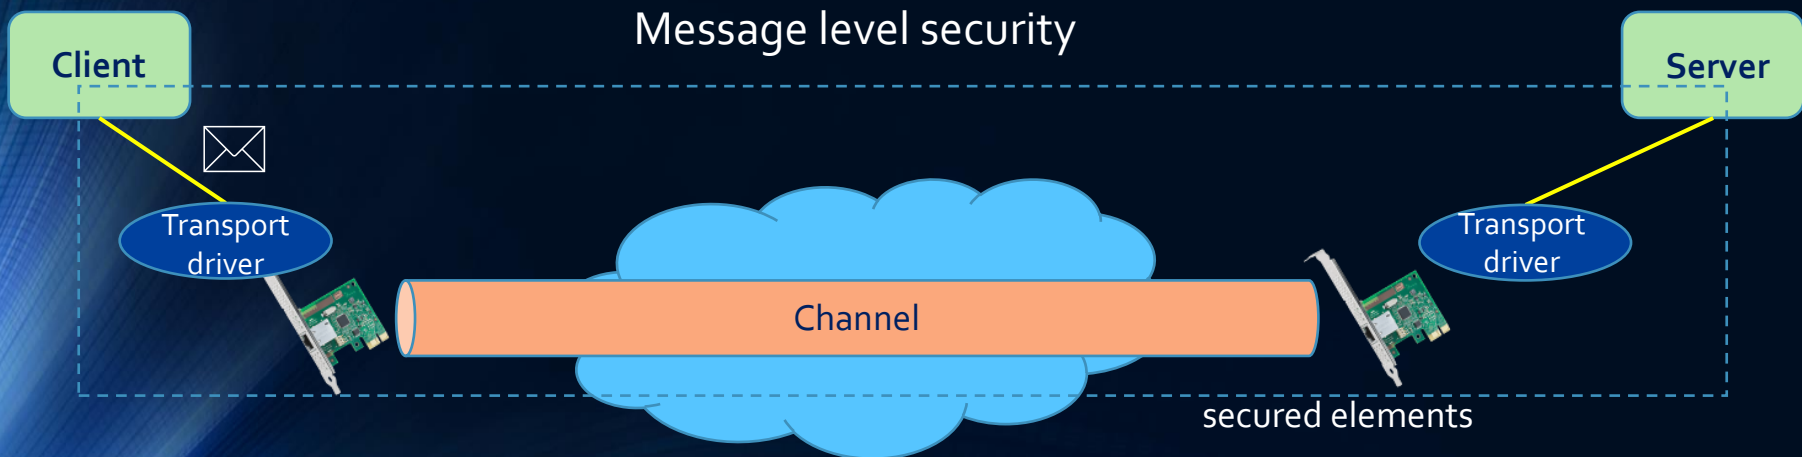 Message level security
Client
Server
Transport
driver
Transport
driver
Channel
secured elements